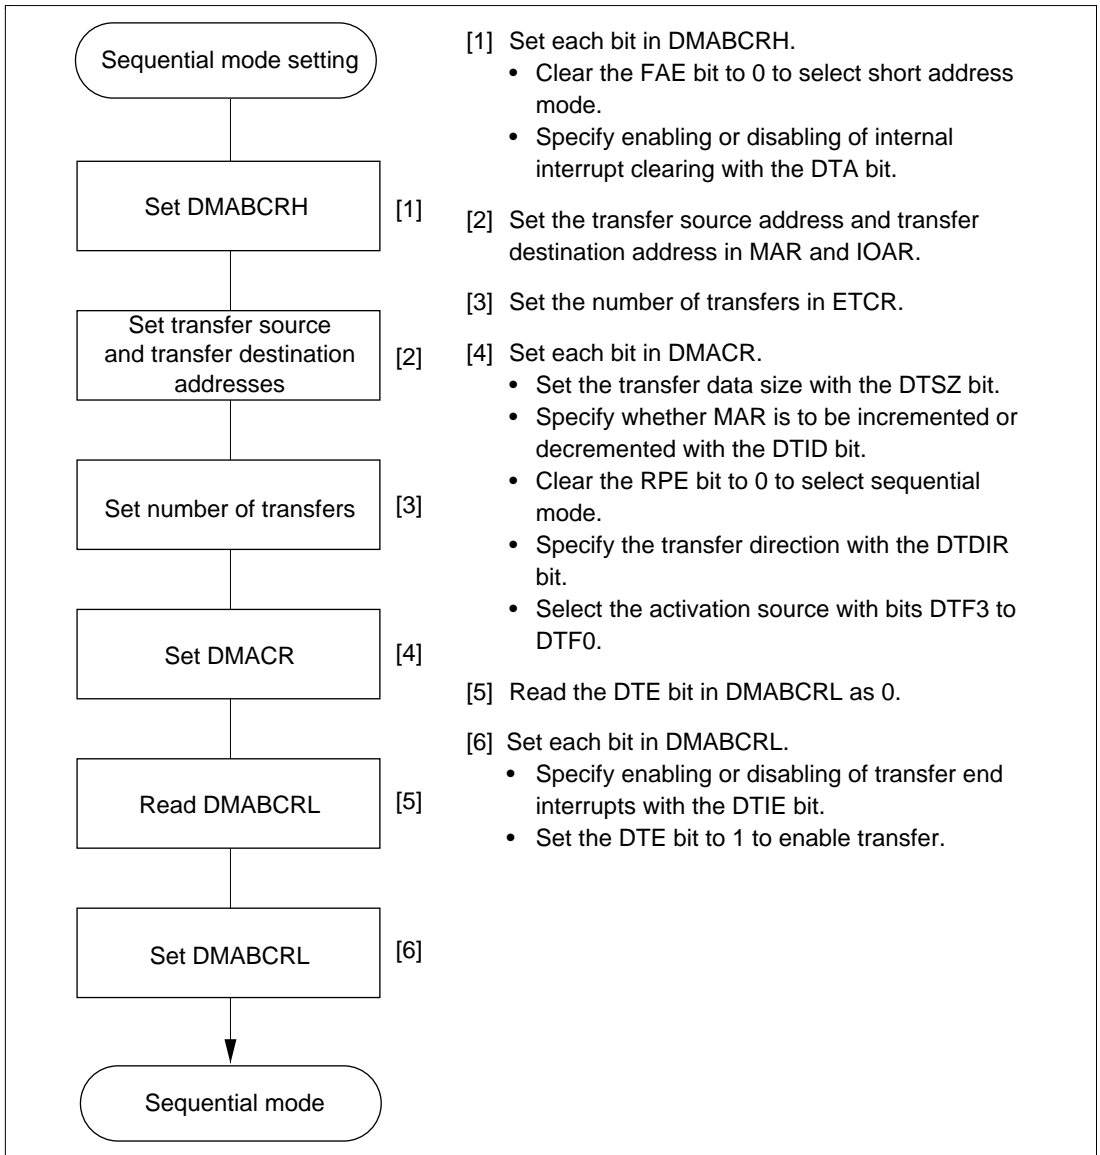 Sequential mode setting
Set DMABCRH
[1]
Set transfer source
and transfer destination
addresses
[2]
Set number of transfers
[3]
Set DMACR
[4]
Read DMABCRL
[5]
Set DMABCRL
[6]
Sequential mode
[1] Set each bit in DMABCRH.
• Clear the FAE bit to 0 to select short address
mode.
• Specify enabling or disabling of internal
interrupt clearing with the DTA bit.
[2] Set the transfer source address and transfer
destination address in MAR and IOAR.
[3] Set the number of transfers in ETCR.
[4] Set each bit in DMACR.
• Set the transfer data size with the DTSZ bit.
• Specify whether MAR is to be incremented or
decremented with the DTID bit.
• Clear the RPE bit to 0 to select sequential
mode.
• Specify the transfer direction with the DTDIR
bit.
• Select the activation source with bits DTF3 to
DTF0.
[5] Read the DTE bit in DMABCRL as 0.
[6] Set each bit in DMABCRL.
• Specify enabling or disabling of transfer end
interrupts with the DTIE bit.
• Set the DTE bit to 1 to enable transfer.